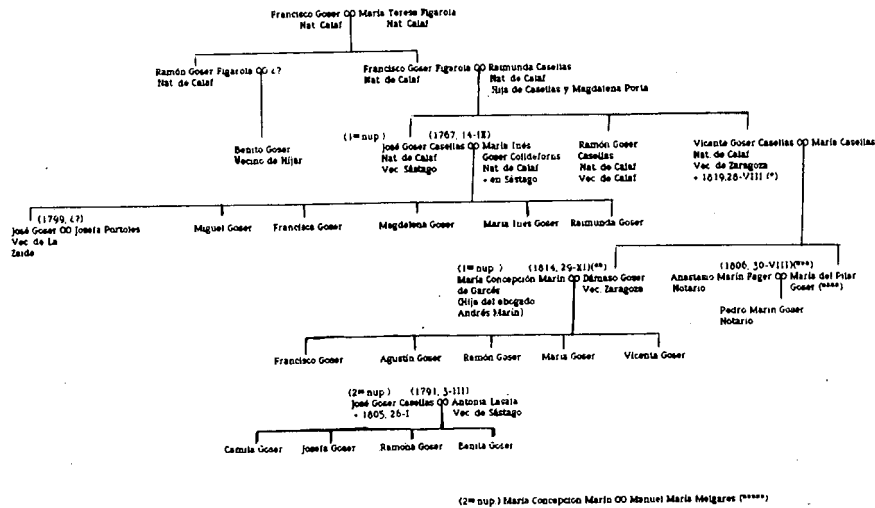 Francisco Goser OO María Teresa Figarola
Nat. Calaf Nat. Calaf
Ramón Goser Figarola OO ¿?
Nat. de Calaf
Francisco Goser Figarola OO Raimunda Casellas
Nat. de Calaf Nat. de Calaf
Hija de Casellas y Magdalena Porta
Benito Goser
Vecino de Híjar
(1ª nup.) (1767, 14-IX)
José Goser Casellas OO María Inés
Nat. de Calaf Goser Colideforns
Vec. Sástago Nat. de Calaf
+ en Sástago
Ramón Goser
Casellas
Nat. de Calaf
Vec. de Calaf
Vicente Goser Casellas OO María Casellas
Nat. de Calaf
Vec. de Zaragoza
+ 1819, 28-VIII (*)
(1799, ¿?)
José Goser OO Josefa Portoles
Vec. de La
Zaida
Miguel Goser
Francisca Goser
Magdalena Goser
María Inés Goser
Raimunda Goser
(1ª nup.) (1814, 29-XI)(**)
María Concepción Marín OO Dámaso Goser
de Garcés Vec. Zaragoza
(Hija del abogado
Andrés Marín)
(1806, 30-VIII)(***)
Anastasio Marín Pager OO María del Pilar
Notario Goser (****)
Pedro Marín Goser
Notario
Francisco Goser
Agustín Goser
Ramón Goser
María Goser
Vicenta Goser
(2ª nup.) (1791, 3-III)
José Goser Casellas OO Antonia Lasala
+ 1805, 26-I Vec. de Sástago
Camila Goser
Josefa Goser
Ramona Goser
Benita Goser
(2ª nup.) María Concepción Marín OO Manuel María Melgares (*****)